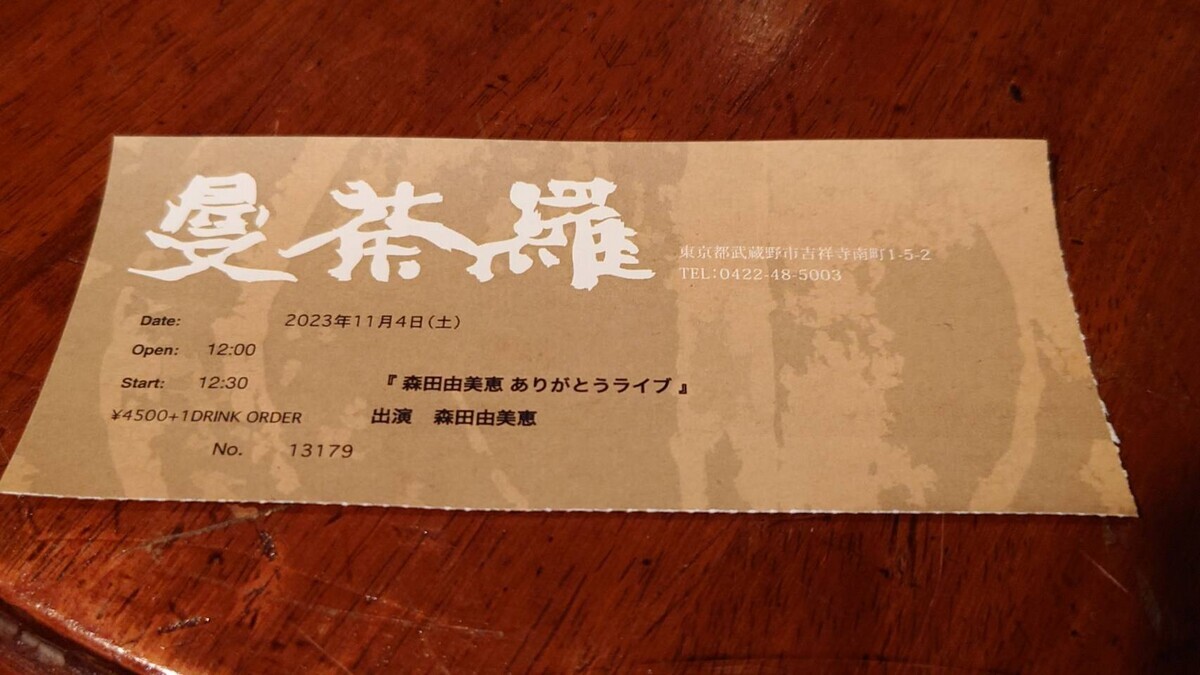 曼荼羅
東京都武蔵野市吉祥寺南町1-5-2
TEL:0422-48-5003
Date: 2023年11月4日(土)
Open: 12:00
Start: 12:30 『森田由美恵 ありがとうライブ』
¥4500+1DRINK ORDER 出演 森田由美恵
No. 13179